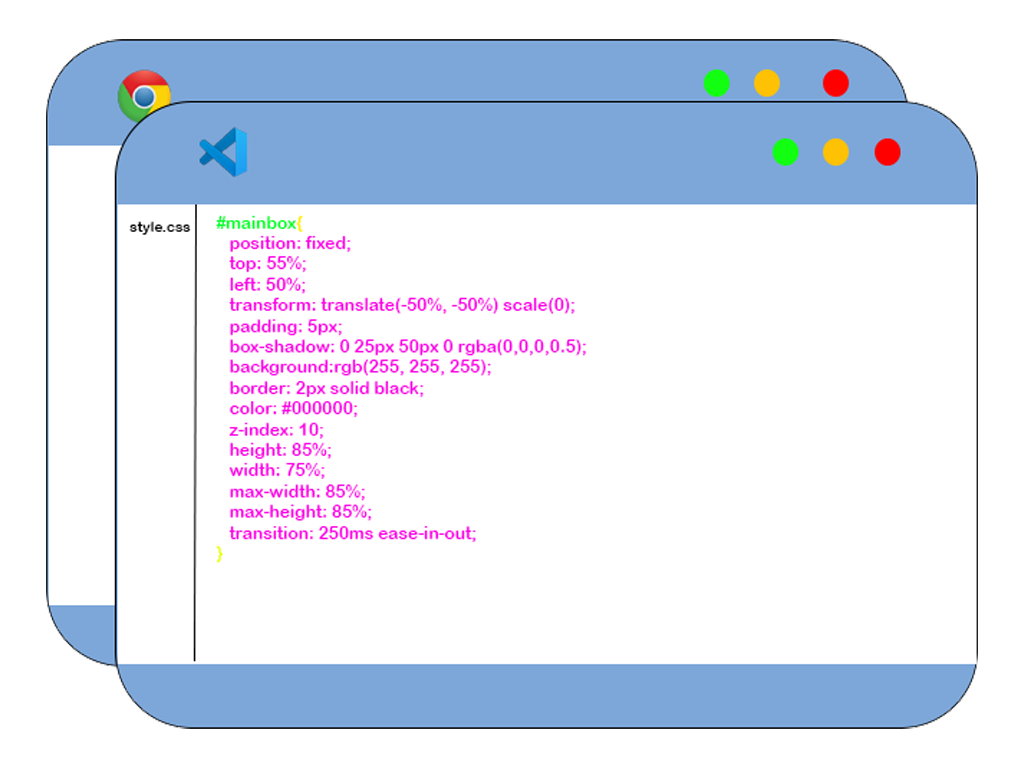 style.css
#mainbox{
position: fixed;
top: 55%;
left: 50%;
transform: translate(-50%, -50%) scale(0);
padding: 5px;
box-shadow: 0 25px 50px 0 rgba(0,0,0,0.5);
background:rgb(255, 255, 255);
border: 2px solid black;
color: #000000;
z-index: 10;
height: 85%;
width: 75%;
max-width: 85%;
max-height: 85%;
transition: 250ms ease-in-out;
}